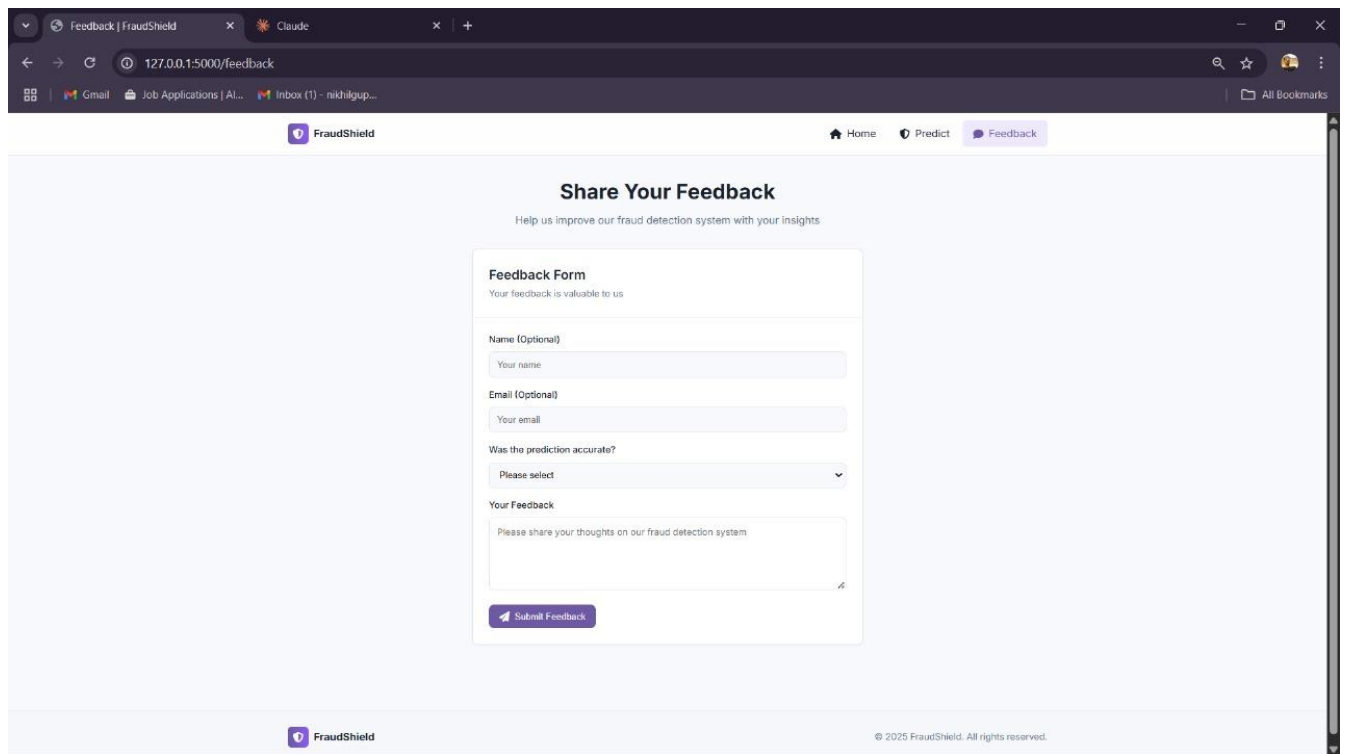 Feedback | FraudShield
Claude
127.0.0.1:5000/feedback
Gmail
Job Applications | AI...
Inbox (1) - nikhilgup...
All Bookmarks
FraudShield
Home
Predict
Feedback
Share Your Feedback
Help us improve our fraud detection system with your insights
Feedback Form
Your feedback is valuable to us
Name (Optional)
Your name
Email (Optional)
Your email
Was the prediction accurate?
Please select
Your Feedback
Please share your thoughts on our fraud detection system
Submit Feedback
FraudShield
© 2025 FraudShield. All rights reserved.